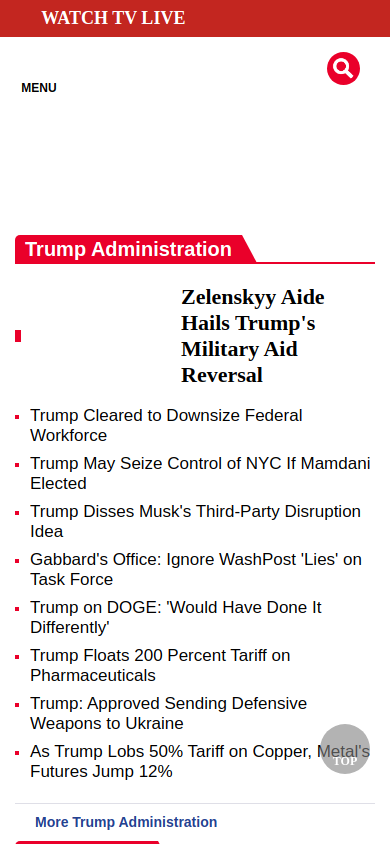 WATCH TV LIVE
MENU
Trump Administration
Zelenskyy Aide
Hails Trump's
Military Aid
Reversal
Trump Cleared to Downsize Federal
Workforce
Trump May Seize Control of NYC If Mamdani
Elected
Trump Disses Musk's Third-Party Disruption
Idea
Gabbard's Office: Ignore WashPost 'Lies' on
Task Force
Trump on DOGE: 'Would Have Done It
Differently'
Trump Floats 200 Percent Tariff on
Pharmaceuticals
Trump: Approved Sending Defensive
Weapons to Ukraine
As Trump Lobs 50% Tariff on Copper, Metal's
Futures Jump 12%
TOP
More Trump Administration